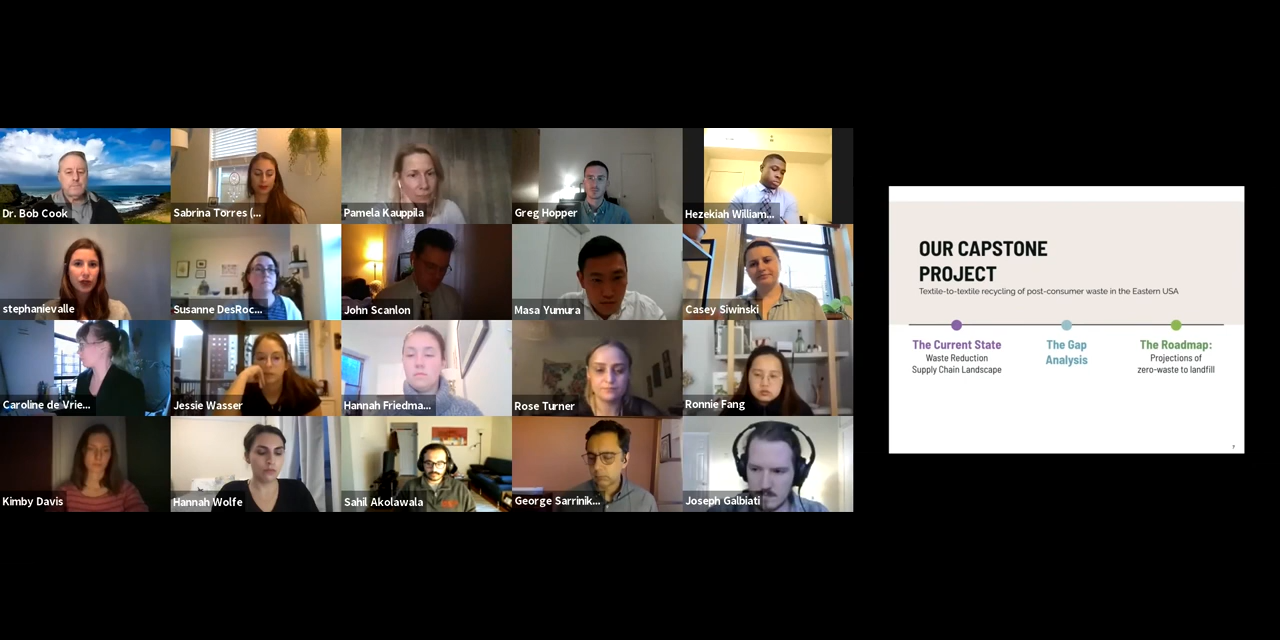 Dr. Bob Cook
Sabrina Torres (...
Pamela Kauppila
Greg Hopper
Hezekiah William...
stephanievalle
Susanne DesRoc...
John Scanlon
Masa Yumura
Casey Siwinski
Caroline de Vrie...
Jessie Wasser
Hannah Friedma...
Rose Turner
Ronnie Fang
Kimby Davis
Hannah Wolfe
Sahil Akolawala
George Sarrinik...
Joseph Galbiati
OUR CAPSTONE
PROJECT
Textile-to-textile recycling of post-consumer waste in the Eastern USA
The Current State
Waste Reduction
Supply Chain Landscape
The Gap
Analysis
The Roadmap:
Projections of
zero-waste to landfill